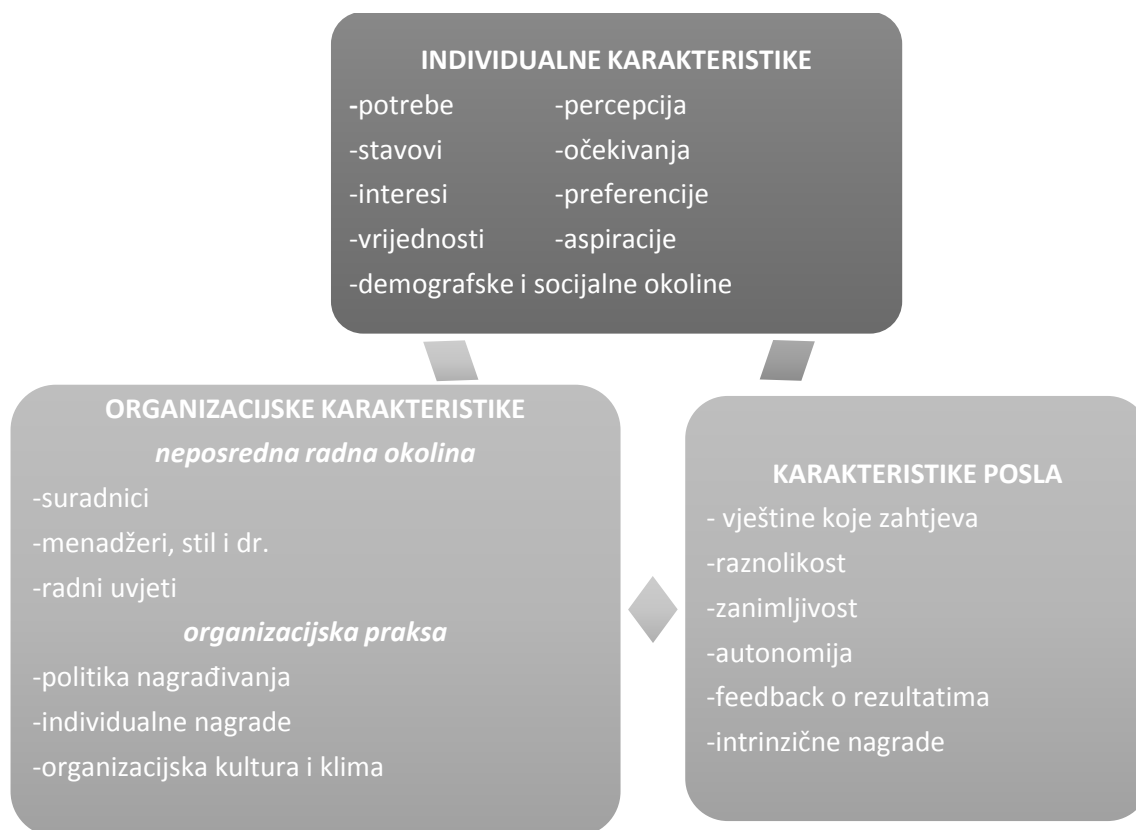 INDIVIDUALNE KARAKTERISTIKE
-potrebe -percepcija
-stavovi -očekivanja
-interesi -preferencije
-vrijednosti -aspiracije
-demografske i socijalne okoline
ORGANIZACIJSKE KARAKTERISTIKE
neposredna radna okolina
-suradnici
-menadžeri, stil i dr.
-radni uvjeti
organizacijska praksa
-politika nagrađivanja
-individualne nagrade
-organizacijska kultura i klima
KARAKTERISTIKE POSLA
- vještine koje zahtjeva
-raznolikost
-zanimljivost
-autonomija
-feedback o rezultatima
-intrinzične nagrade